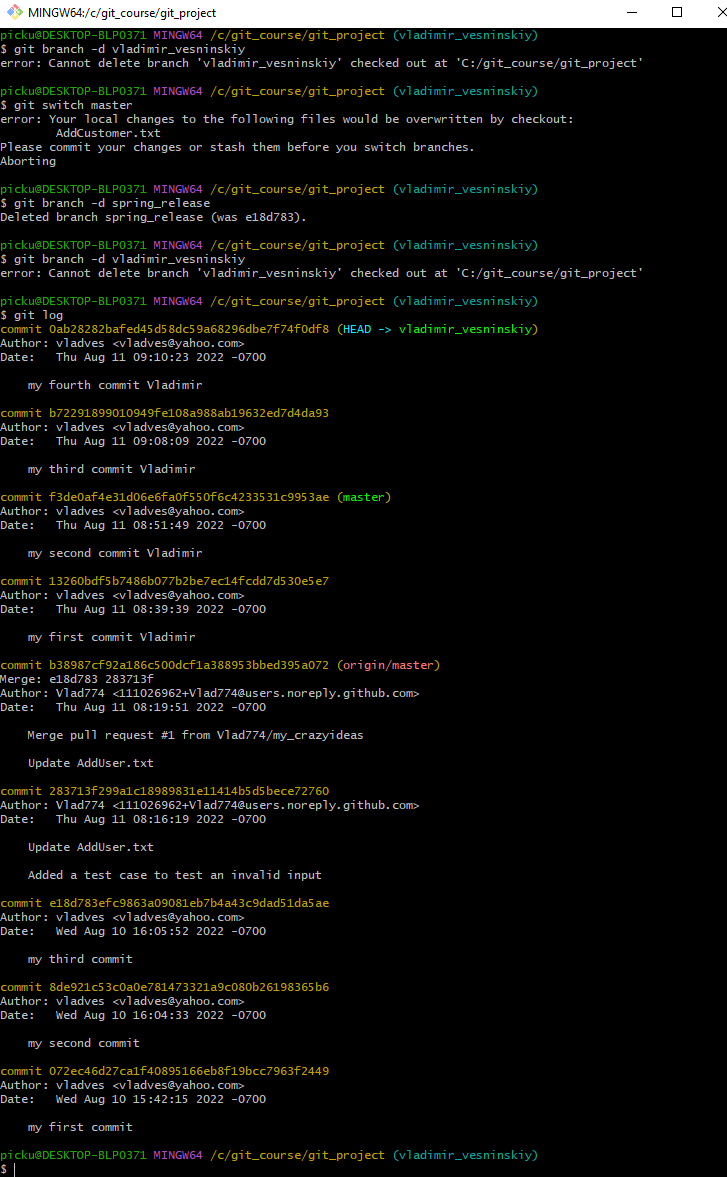 MINGW64:/c/git_course/git_project
picku@DESKTOP-BLPO371 MINGW64 /c/git_course/git_project (vladimir_vesninskiy)
$ git branch -d vladimir_vesninskiy
error: Cannot delete branch 'vladimir_vesninskiy' checked out at 'C:/git_course/git_project'
picku@DESKTOP-BLPO371 MINGW64 /c/git_course/git_project (vladimir_vesninskiy)
$ git switch master
error: Your local changes to the following files would be overwritten by checkout:
        AddCustomer.txt
Please commit your changes or stash them before you switch branches.
Aborting
picku@DESKTOP-BLPO371 MINGW64 /c/git_course/git_project (vladimir_vesninskiy)
$ git branch -d spring_release
Deleted branch spring_release (was e18d783).
picku@DESKTOP-BLPO371 MINGW64 /c/git_course/git_project (vladimir_vesninskiy)
$ git branch -d vladimir_vesninskiy
error: Cannot delete branch 'vladimir_vesninskiy' checked out at 'C:/git_course/git_project'
picku@DESKTOP-BLPO371 MINGW64 /c/git_course/git_project (vladimir_vesninskiy)
$ git log
commit 0ab28282bafed45d58dc59a68296dbe7f74f0df8 (HEAD -> vladimir_vesninskiy)
Author: vladves <vladves@yahoo.com>
Date:   Thu Aug 11 09:10:23 2022 -0700
    my fourth commit Vladimir
commit b72291899010949fe108a988ab19632ed7d4da93
Author: vladves <vladves@yahoo.com>
Date:   Thu Aug 11 09:08:09 2022 -0700
    my third commit Vladimir
commit f3de0af4e31d06e6fa0f550f6c4233531c9953ae (master)
Author: vladves <vladves@yahoo.com>
Date:   Thu Aug 11 08:51:49 2022 -0700
    my second commit Vladimir
commit 13260bdf5b7486b077b2be7ec14fcdd7d530e5e7
Author: vladves <vladves@yahoo.com>
Date:   Thu Aug 11 08:39:39 2022 -0700
    my first commit Vladimir
commit b38987cf92a186c500dcf1a388953bbed395a072 (origin/master)
Merge: e18d783 283713f
Author: Vlad774 <111026962+Vlad774@users.noreply.github.com>
Date:   Thu Aug 11 08:19:51 2022 -0700
    Merge pull request #1 from Vlad774/my_crazyideas
    Update AddUser.txt
commit 283713f299a1c18989831e11414b5d5bece72760
Author: Vlad774 <111026962+Vlad774@users.noreply.github.com>
Date:   Thu Aug 11 08:16:19 2022 -0700
    Update AddUser.txt
    Added a test case to test an invalid input
commit e18d783efc9863a09081eb7b4a43c9dad51da5ae
Author: vladves <vladves@yahoo.com>
Date:   Wed Aug 10 16:05:52 2022 -0700
    my third commit
commit 8de921c53c0a0e781473321a9c080b26198365b6
Author: vladves <vladves@yahoo.com>
Date:   Wed Aug 10 16:04:33 2022 -0700
    my second commit
commit 072ec46d27ca1f40895166eb8f19bcc7963f2449
Author: vladves <vladves@yahoo.com>
Date:   Wed Aug 10 15:42:15 2022 -0700
    my first commit
picku@DESKTOP-BLPO371 MINGW64 /c/git_course/git_project (vladimir_vesninskiy)
$